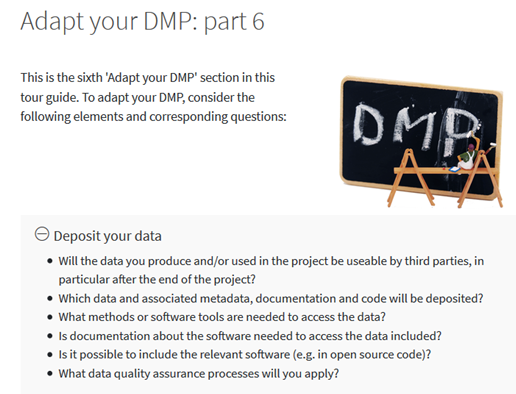 Adapt your DMP: part 6
This is the sixth 'Adapt your DMP' section in this
tour guide. To adapt your DMP, consider the
following elements and corresponding questions:
DMP
Deposit your data
Will the data you produce and/or used in the project be useable by third parties, in
particular after the end of the project?
Which data and associated metadata, documentation and code will be deposited?
What methods or software tools are needed to access the data?
Is documentation about the software needed to access the data included?
Is it possible to include the relevant software (e.g. in open source code)?
What data quality assurance processes will you apply?